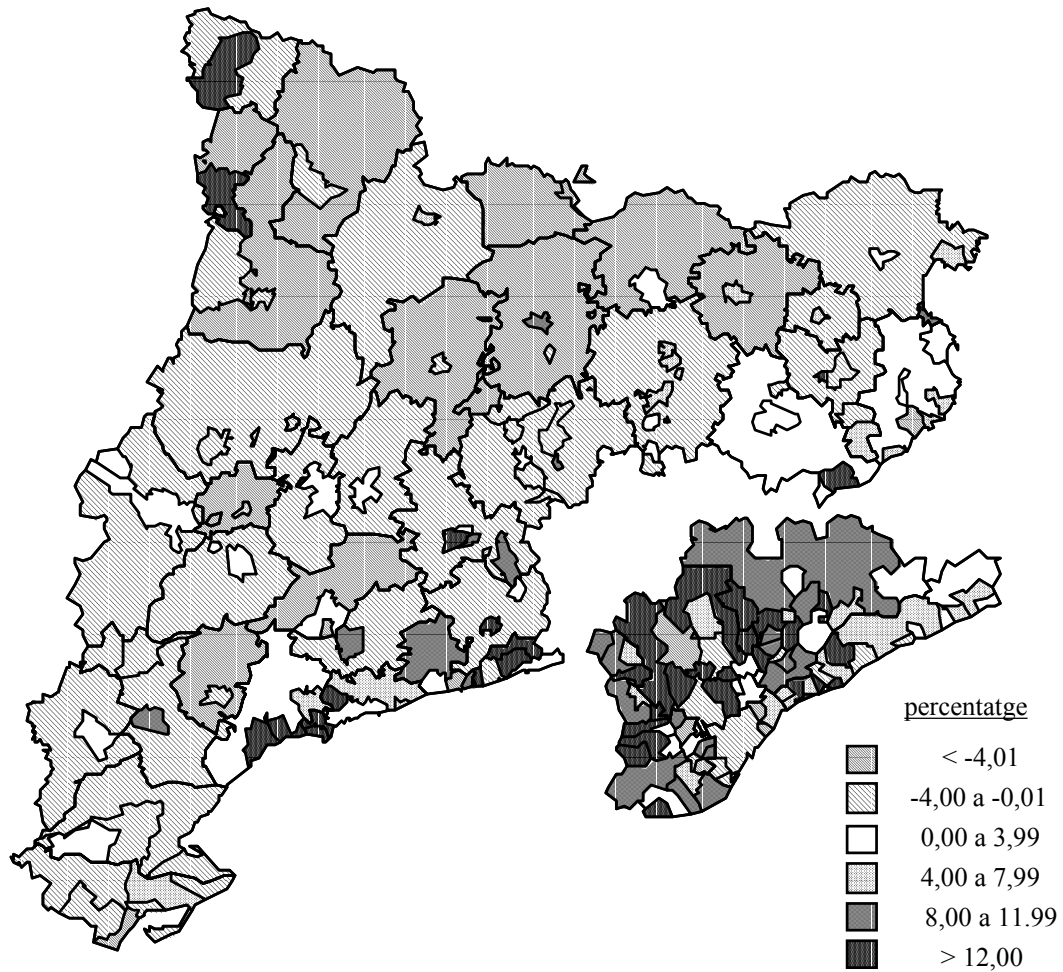 percentatge
< -4,01
-4,00 a -0,01
0,00 a 3,99
4,00 a 7,99
8,00 a 11.99
> 12,00